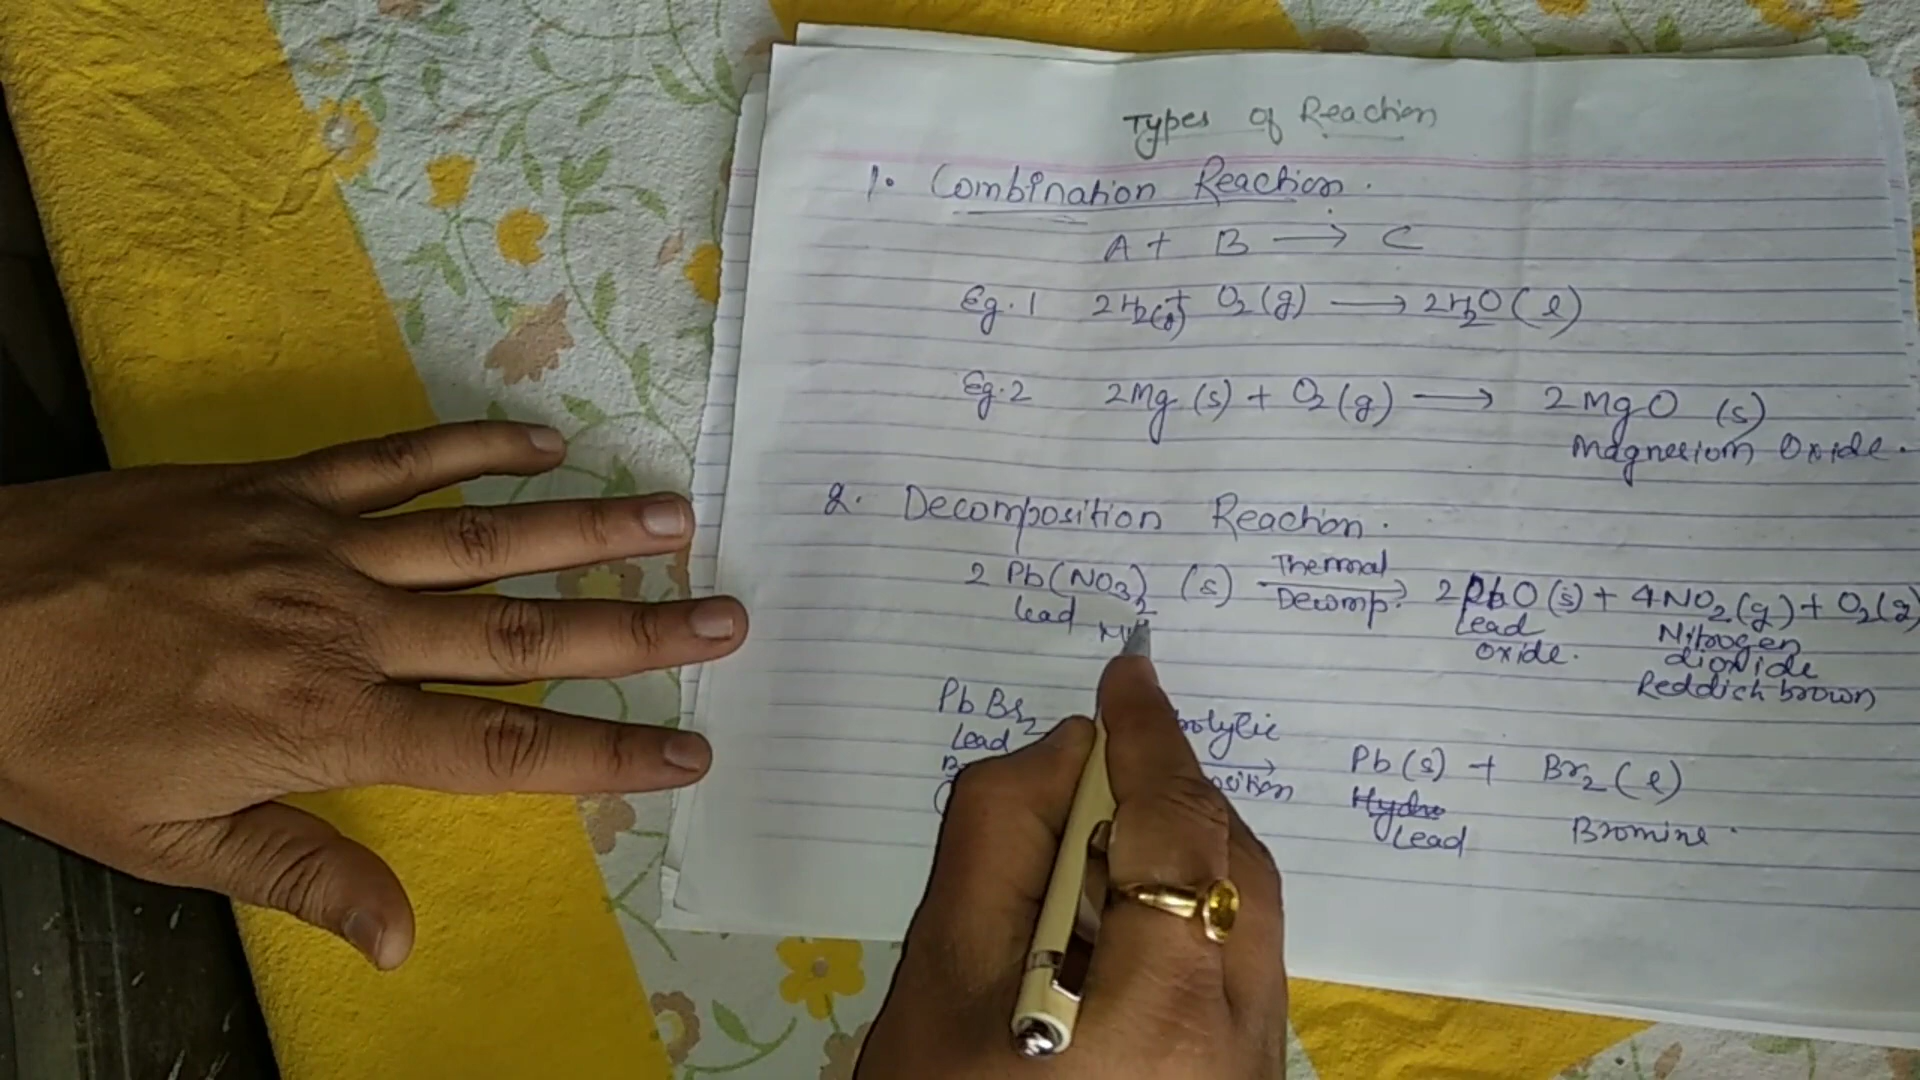 Types of Reaction
1. Combination Reaction.
A + B → C
Eg. 1 2H2(g) + O2(g) → 2H2O(l)
Eg. 2 2Mg (s) + O2(g) → 2MgO (s)
Magnesium Oxide.
2. Decomposition Reaction.
2 Pb(NO3)2 (s) Thermal Decomp. → 2PbO(s) + 4NO2(g) + O2(g)
Lead
Lead oxide.
Nitrogen dioxide
Reddich brown
PbBr2 → Pb(s) + Br2(l)
Lead
Lead Bromine.